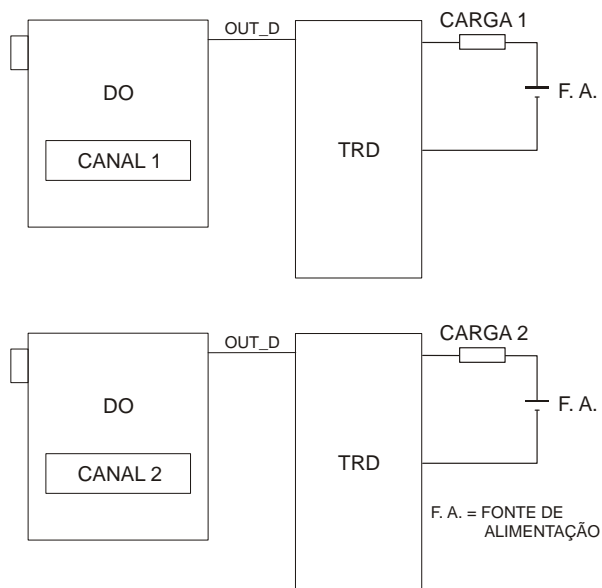 OUT_D
CARGA 1
DO
F. A.
CANAL 1
TRD
OUT_D
CARGA 2
DO
F. A.
CANAL 2
TRD
F. A. = FONTE DE
ALIMENTAÇÃO